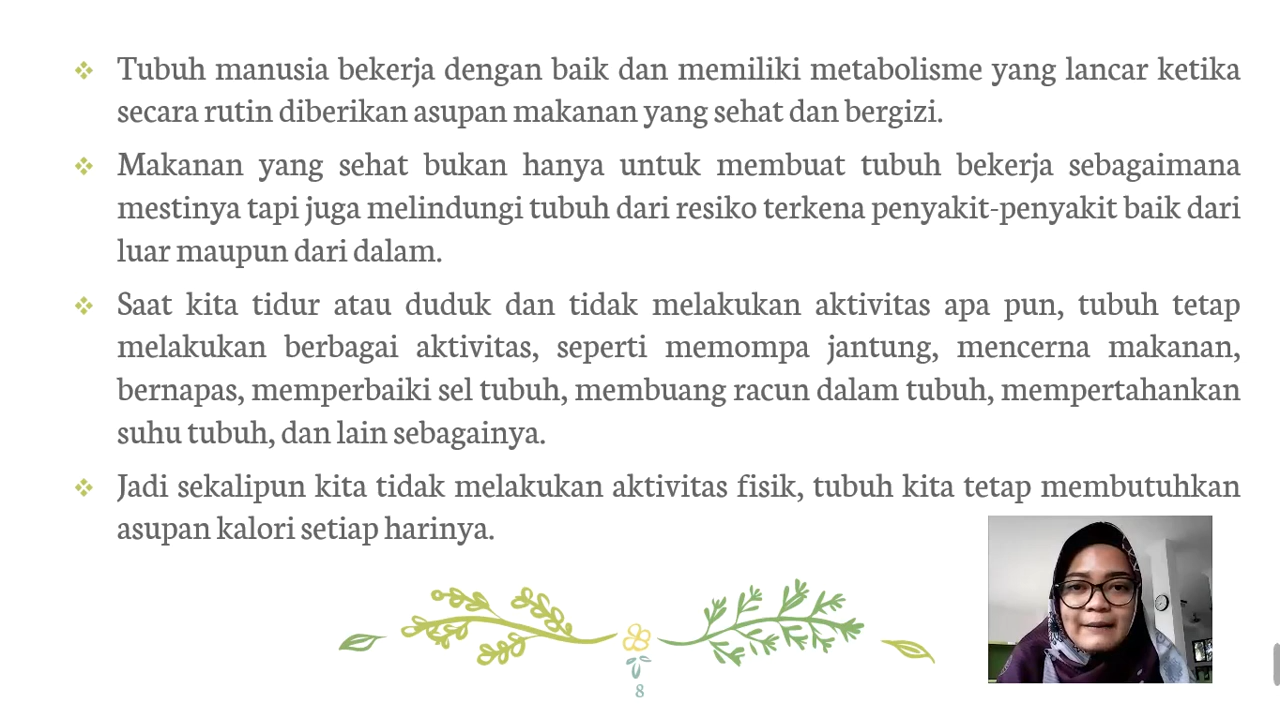 Tubuh manusia bekerja dengan baik dan memiliki metabolisme yang lancar ketika
secara rutin diberikan asupan makanan yang sehat dan bergizi.
Makanan yang sehat bukan hanya untuk membuat tubuh bekerja sebagaimana
mestinya tapi juga melindungi tubuh dari resiko terkena penyakit-penyakit baik dari
luar maupun dari dalam.
Saat kita tidur atau duduk dan tidak melakukan aktivitas apa pun, tubuh tetap
melakukan berbagai aktivitas, seperti memompa jantung, mencerna makanan,
bernapas, memperbaiki sel tubuh, membuang racun dalam tubuh, mempertahankan
suhu tubuh, dan lain sebagainya.
Jadi sekalipun kita tidak melakukan aktivitas fisik, tubuh kita tetap membutuhkan
asupan kalori setiap harinya.
8